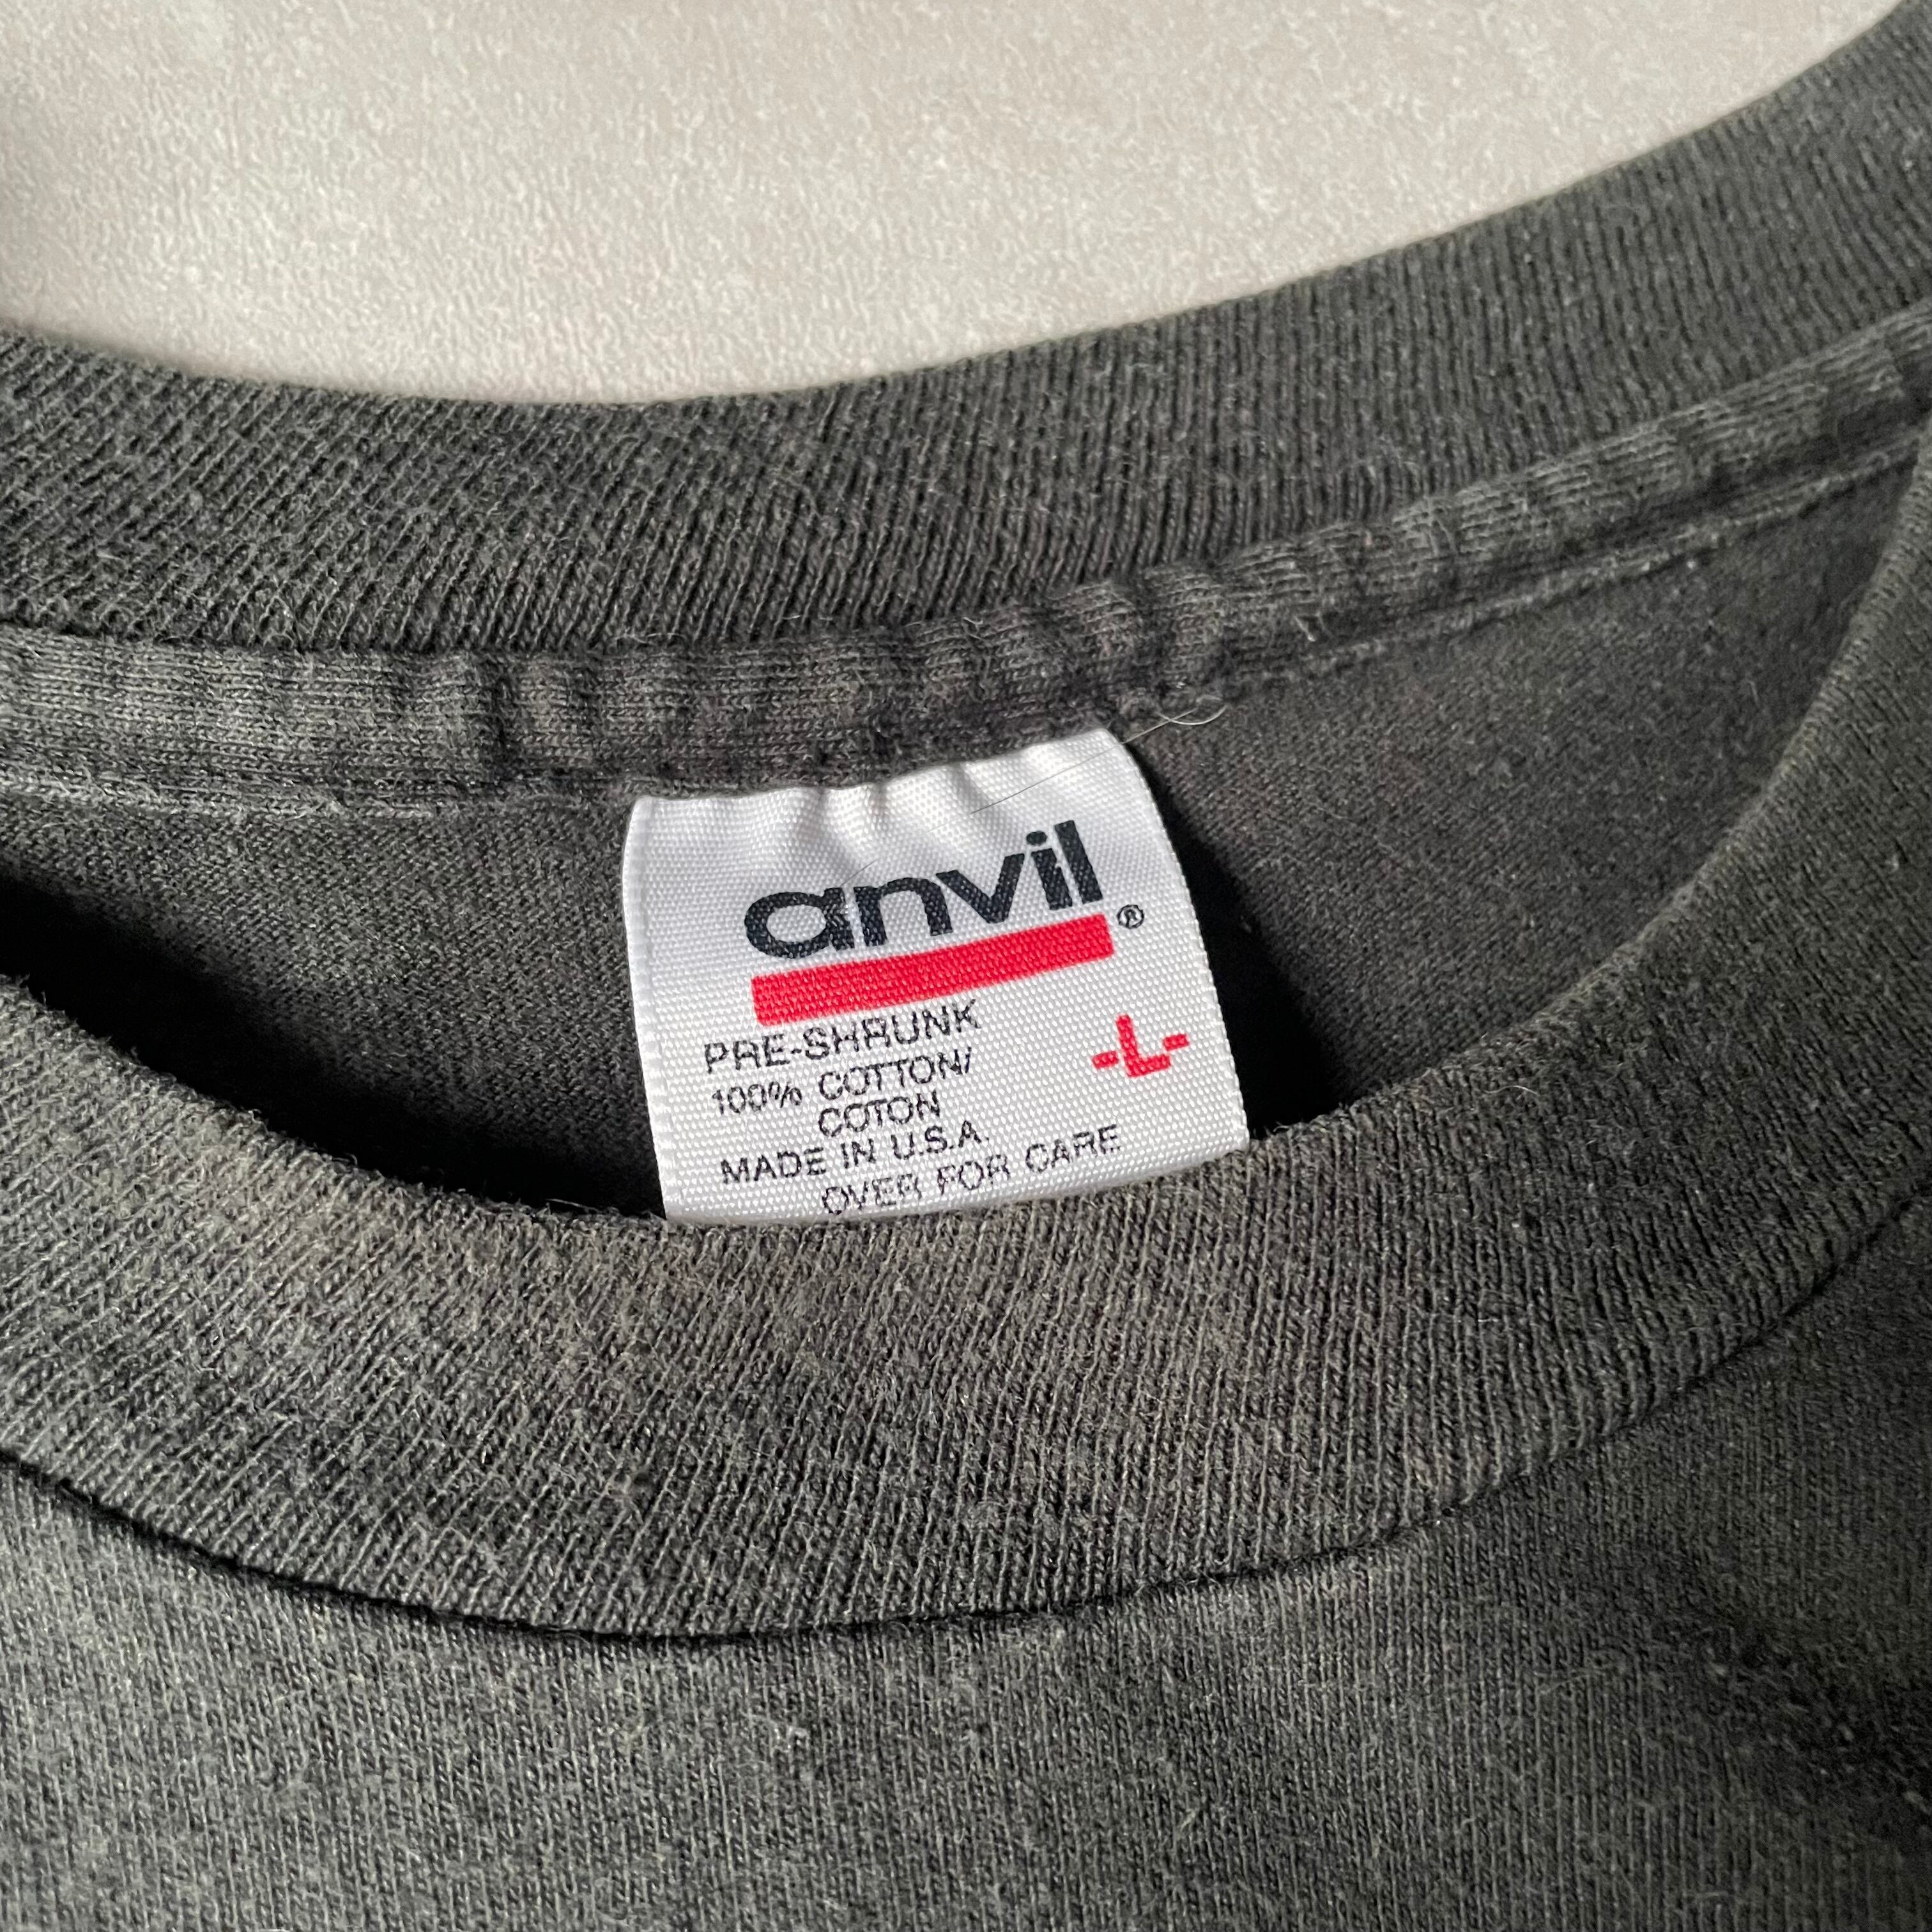 anvil®
PRE-SHRUNK
100% COTTON/
-L-
COTON
MADE IN U.S.A.
OVER FOR CARE